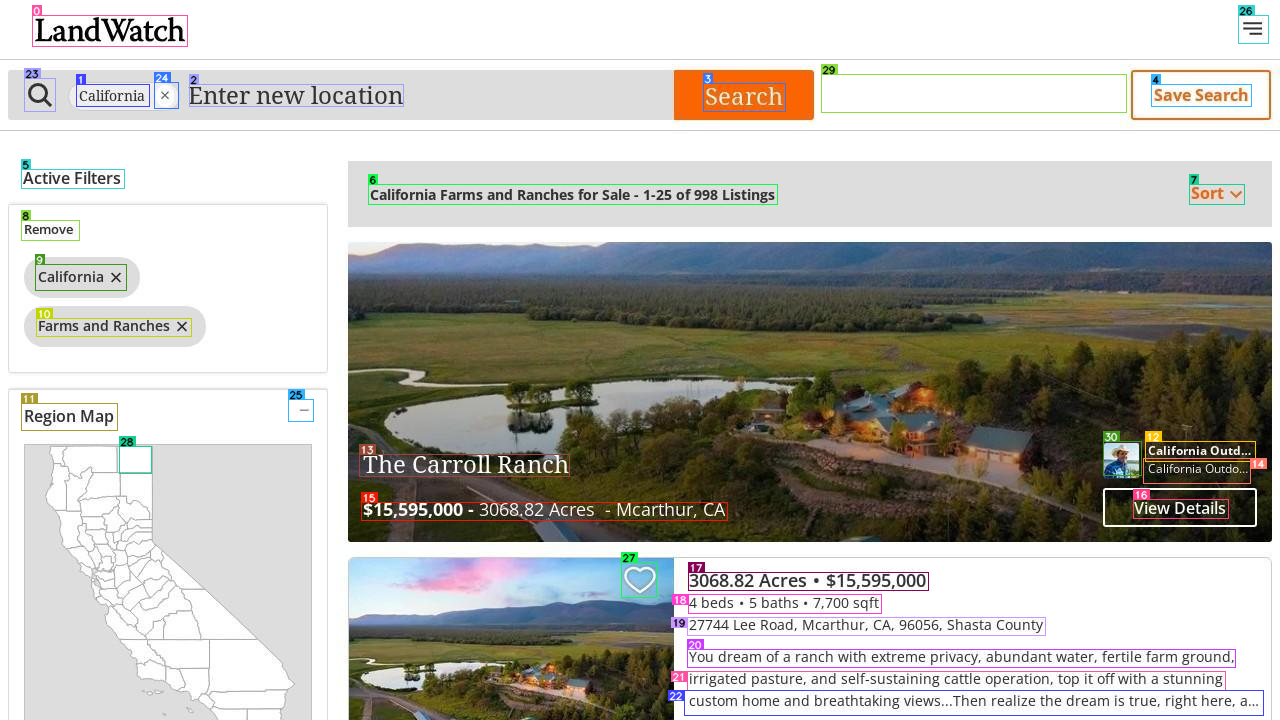 LandWatch
California ×
Enter new location
Search
Save Search
Active Filters
Remove
California ×
Farms and Ranches ×
Region Map
California Farms and Ranches for Sale - 1-25 of 998 Listings
Sort
The Carroll Ranch
$15,595,000 - 3068.82 Acres - Mcarthur, CA
California Outd...
California Outdo...
View Details
3068.82 Acres • $15,595,000
4 beds • 5 baths • 7,700 sqft
27744 Lee Road, Mcarthur, CA, 96056, Shasta County
You dream of a ranch with extreme privacy, abundant water, fertile farm ground,
irrigated pasture, and self-sustaining cattle operation, top it off with a stunning
custom home and breathtaking views...Then realize the dream is true, right here, a...
0
1
2
3
4
5
6
7
8
9
10
11
12
13
14
15
16
17
18
19
20
21
22
23
24
25
26
27
28
29
30